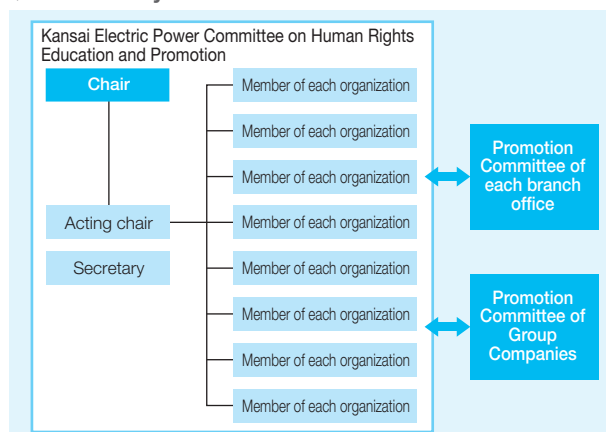 Kansai Electric Power Committee on Human Rights
Education and Promotion
Chair
Acting chair
Secretary
Member of each organization
Member of each organization
Member of each organization
Member of each organization
Member of each organization
Member of each organization
Member of each organization
Member of each organization
Promotion
Committee of
each branch
office
Promotion
Committee of
Group
Companies